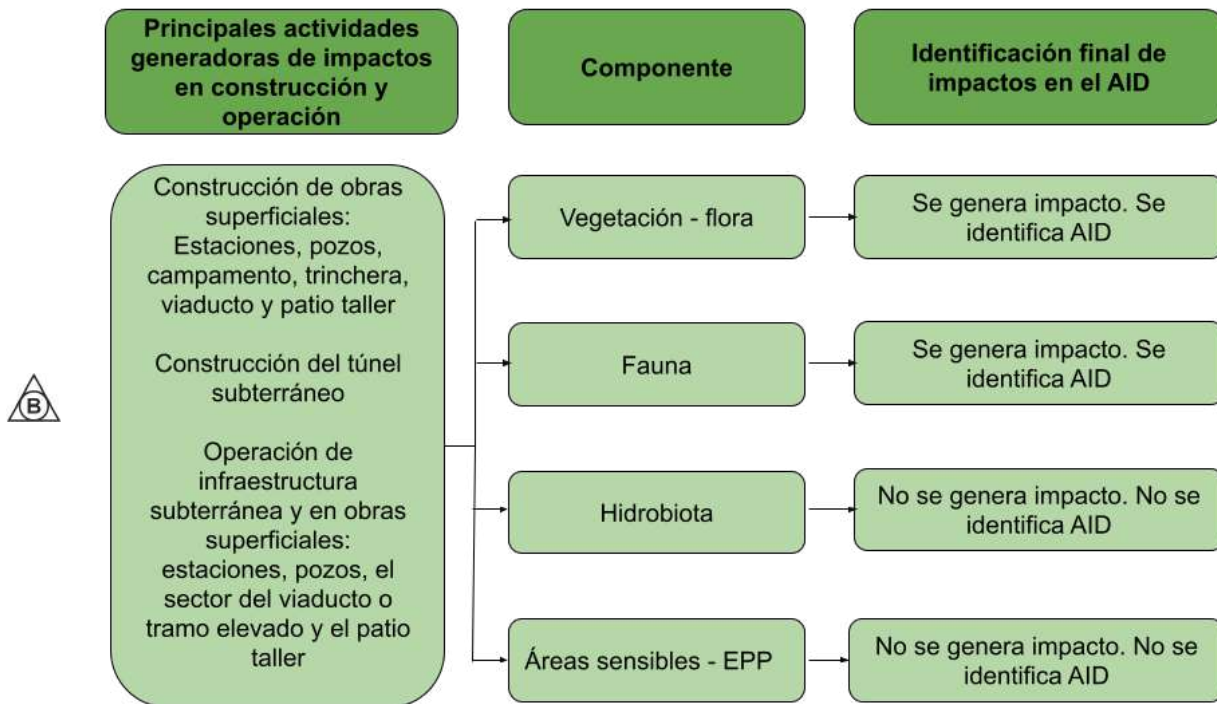 Principales actividades
generadoras de impactos
en construcción y
operación
Componente
Identificación final de
impactos en el AID
Construcción de obras
superficiales:
Estaciones, pozos,
campamento, trinchera,
viaducto y patio taller
Construcción del túnel
subterráneo
Operación de
infraestructura
subterránea y en obras
superficiales:
estaciones, pozos, el
sector del viaducto o
tramo elevado y el patio
taller
Vegetación - flora
Se genera impacto. Se
identifica AID
Fauna
Se genera impacto. Se
identifica AID
Hidrobiota
No se genera impacto. No se
identifica AID
Áreas sensibles - EPP
No se genera impacto. No se
identifica AID
B